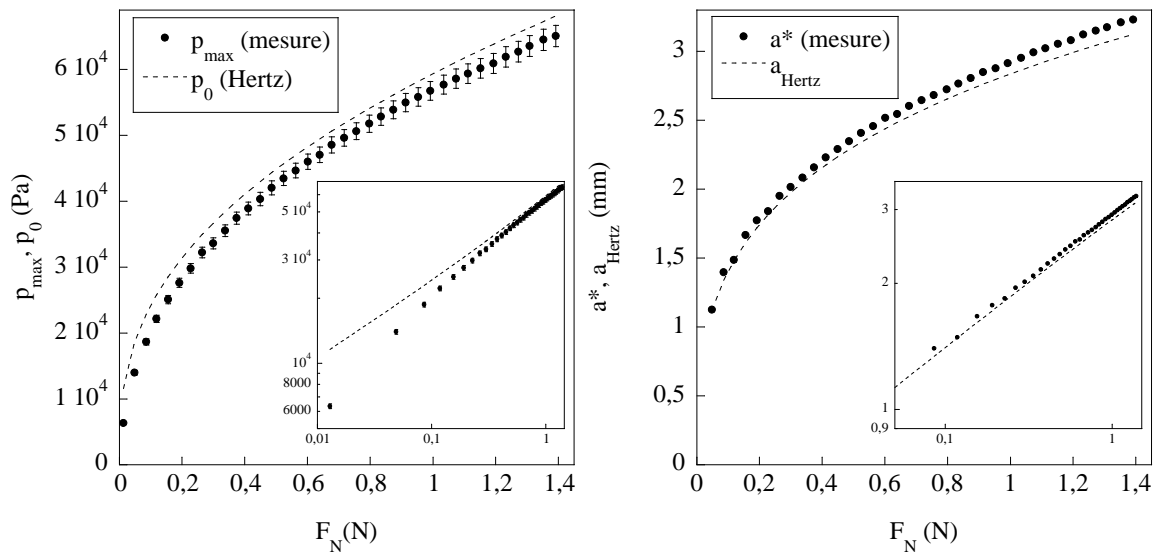 p_max (mesure)
p_0 (Hertz)
p_max, p_0 (Pa)
6 10^4
5 10^4
4 10^4
3 10^4
2 10^4
1 10^4
0
0 0,2 0,4 0,6 0,8 1 1,2 1,4
F_N(N)
5 10^4
3 10^4
10^4
8000
6000
0,01 0,1 1
a* (mesure)
a_Hertz
a*, a_Hertz (mm)
3
2,5
2
1,5
1
0,5
0
0 0,2 0,4 0,6 0,8 1 1,2 1,4
F_N (N)
3
2
1
0,9
0,1 1